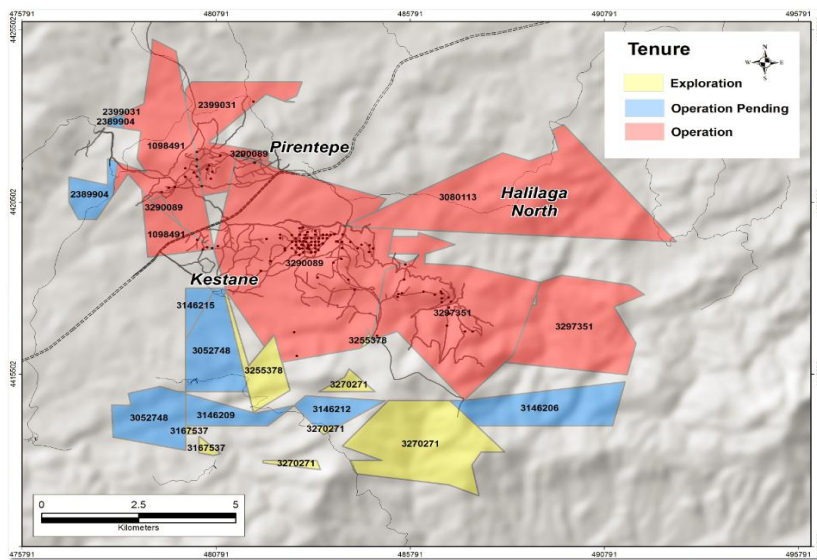 475791 480791 485791 490791 495791
4425502
4420502
4415502
Tenure
N
W E
S
Exploration
Operation Pending
Operation
2399031
2399031
2389904
1098491
3290089
Pirentepe
2389904
3080113
Halilaga
North
3290089
1098491
3290089
Kestane
3146215
3297351
3297351
3052748
3255378
3255378
3270271
3052748
3146209
3146212
3146206
3167537
3270271
3167537
3270271
3270271
0 2.5 5
Kilometers
475791 480791 485791 490791 495791